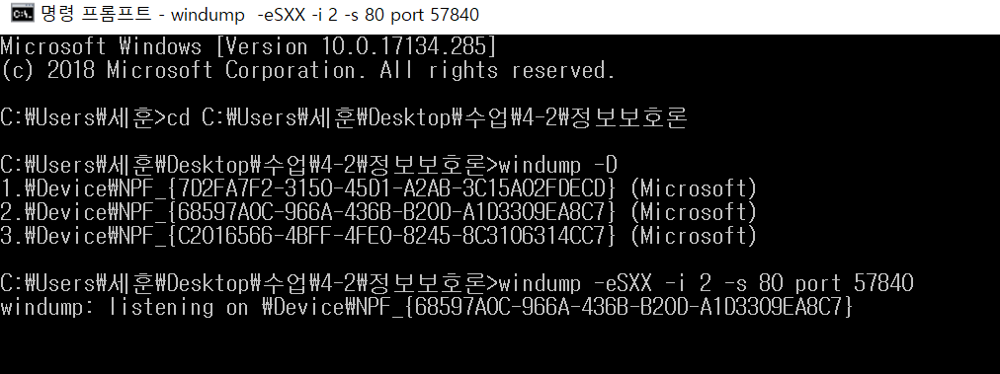 명령 프롬프트 - windump  -eSXX -i 2 -s 80 port 57840
Microsoft Windows [Version 10.0.17134.285]
(c) 2018 Microsoft Corporation. All rights reserved.
C:₩Users₩세훈>cd C:₩Users₩세훈₩Desktop₩수업₩4-2₩정보보호론
C:₩Users₩세훈₩Desktop₩수업₩4-2₩정보보호론>windump -D
1.₩Device₩NPF_{7D2FA7F2-3150-45D1-A2AB-3C15A02FDECD} (Microsoft)
2.₩Device₩NPF_{68597A0C-966A-436B-B20D-A1D3309EA8C7} (Microsoft)
3.₩Device₩NPF_{C2016566-4BFF-4FE0-8245-8C3106314CC7} (Microsoft)
C:₩Users₩세훈₩Desktop₩수업₩4-2₩정보보호론>windump -eSXX -i 2 -s 80 port 57840
windump: listening on ₩Device₩NPF_{68597A0C-966A-436B-B20D-A1D3309EA8C7}